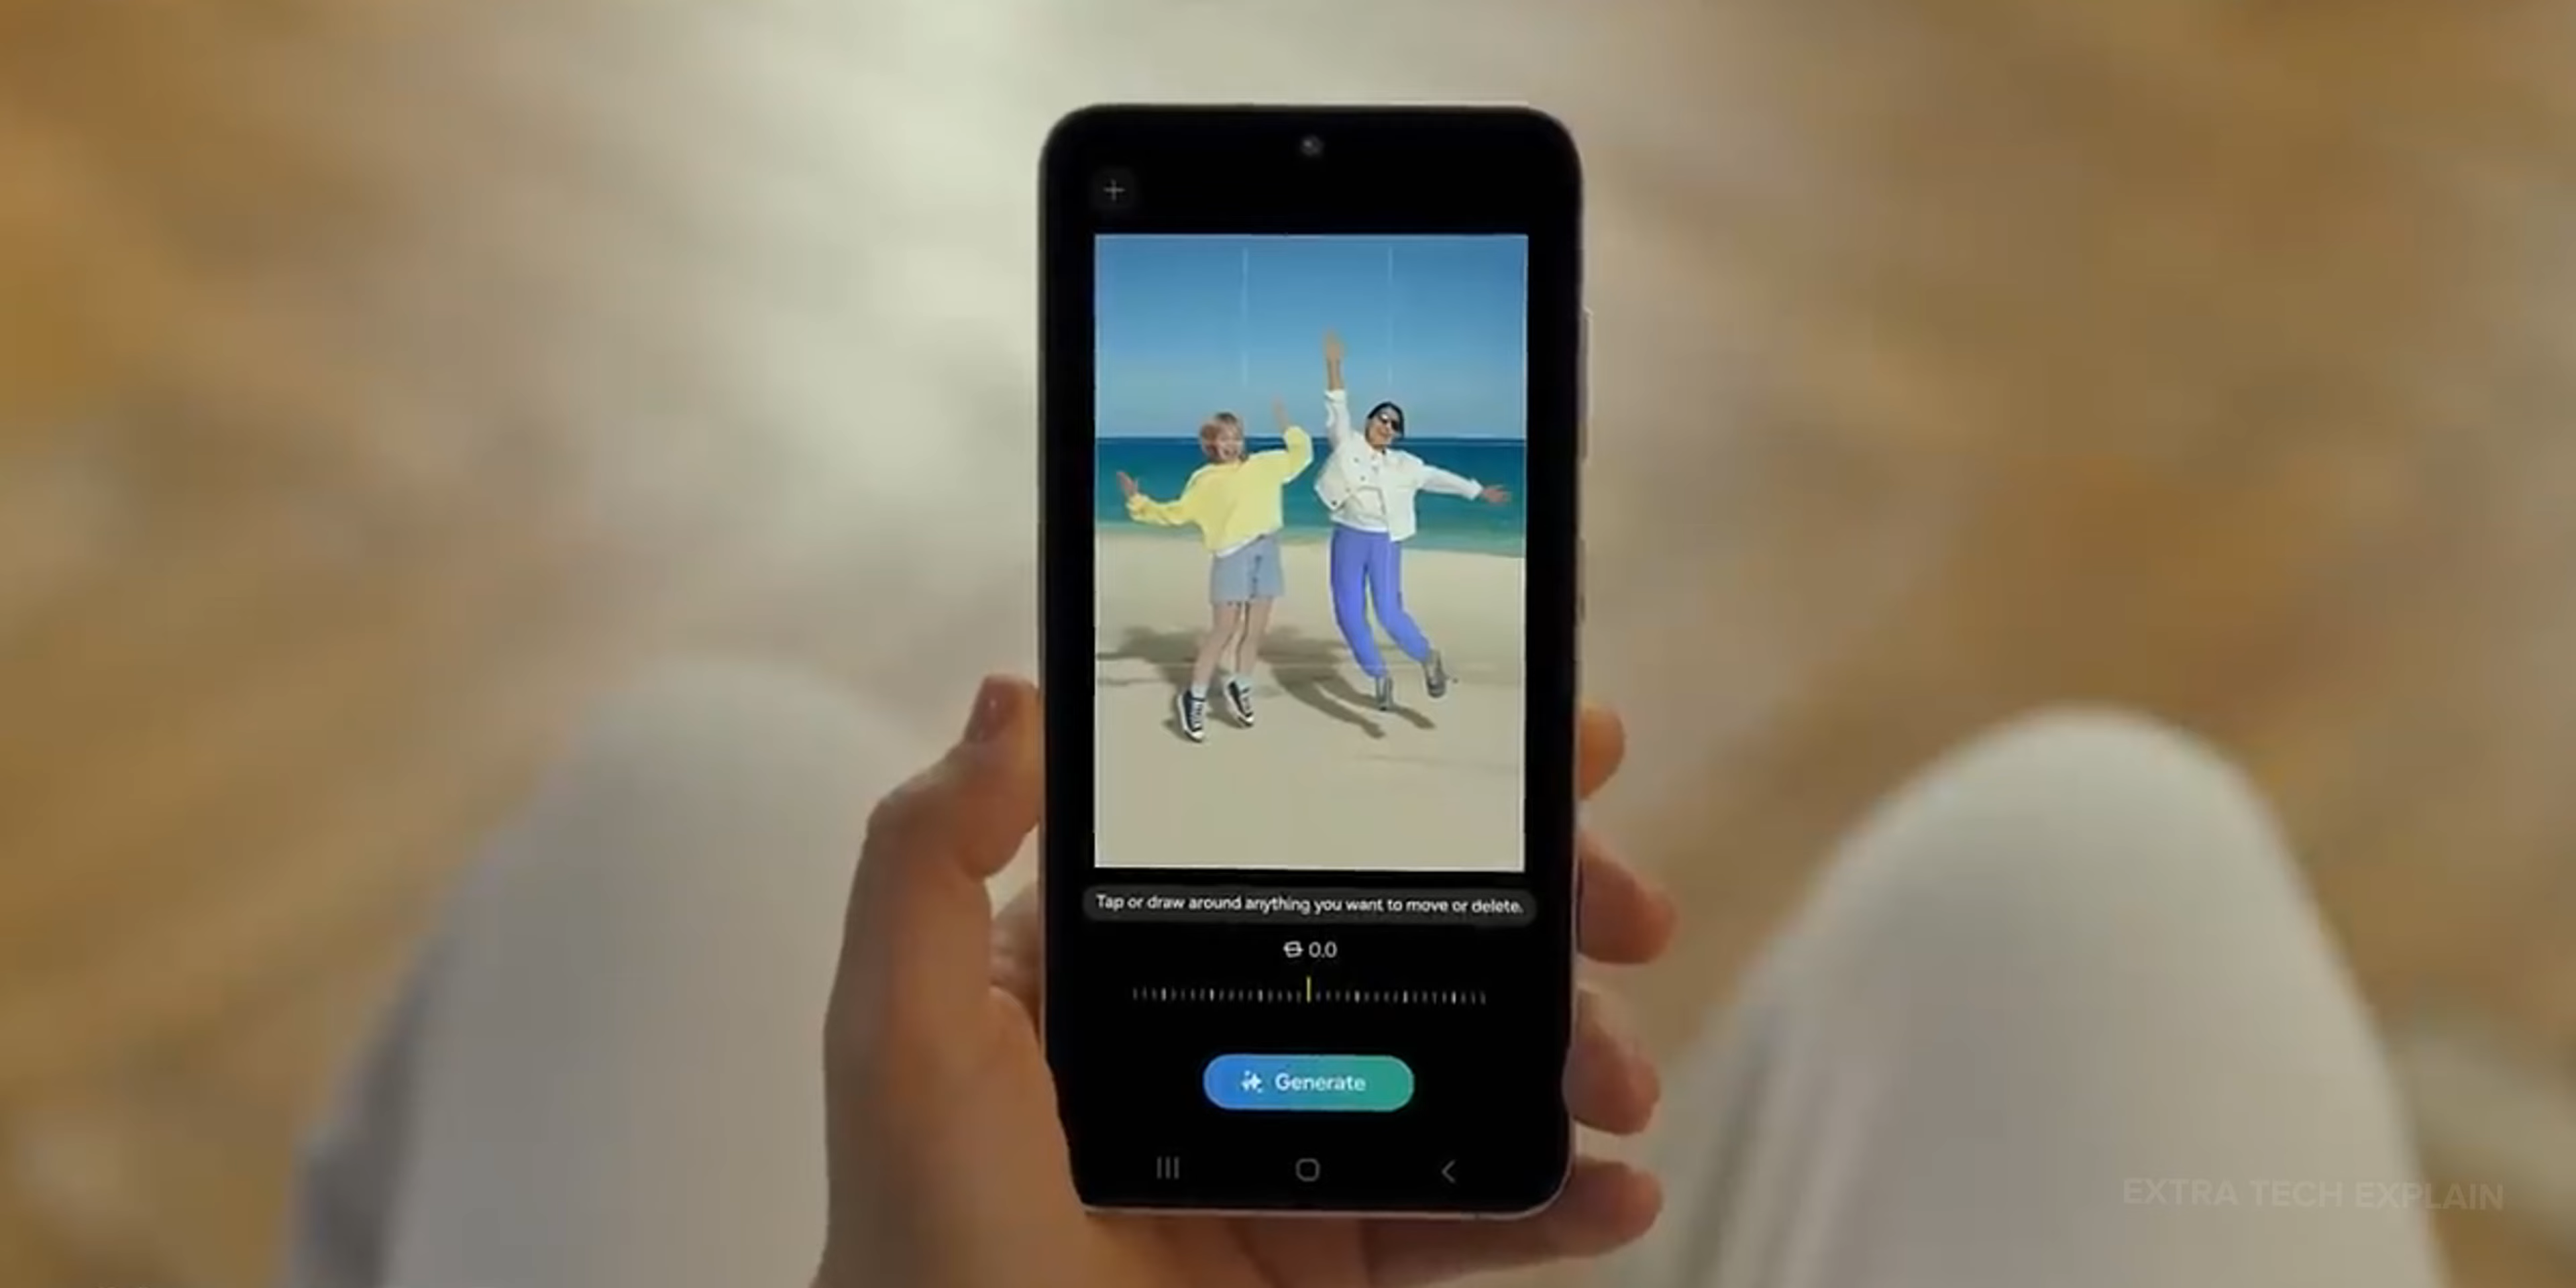 Tap or draw around anything you want to move or delete.
0.0
Generate
EXTRA TECH EXPLAIN